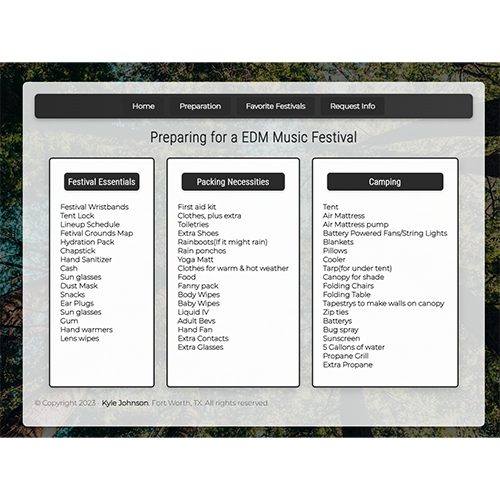 Home Preparation Favorite Festivals Request Info
Preparing for a EDM Music Festival
Festival Essentials
Festival Wristbands
Tent Lock
Lineup Schedule
Fetival Grounds Map
Hydration Pack
Chapstick
Hand Sanitizer
Cash
Sun glasses
Dust Mask
Snacks
Ear Plugs
Sun glasses
Gum
Hand warmers
Lens wipes
Packing Necessities
First aid kit
Clothes, plus extra
Toiletries
Extra Shoes
Rainboots(If it might rain)
Rain ponchos
Yoga Matt
Clothes for warm & hot weather
Food
Fanny pack
Body Wipes
Baby Wipes
Liquid IV
Adult Bevs
Hand Fan
Extra Contacts
Extra Glasses
Camping
Tent
Air Mattress
Air Mattress pump
Battery Powered Fans/String Lights
Blankets
Pillows
Cooler
Tarp(for under tent)
Canopy for shade
Folding Chairs
Folding Table
Tapestrys to make walls on canopy
Zip ties
Batterys
Bug spray
Sunscreen
5 Gallons of water
Propane Grill
Extra Propane
© Copyright 2023 - Kyle Johnson. Fort Worth, TX. All rights reserved